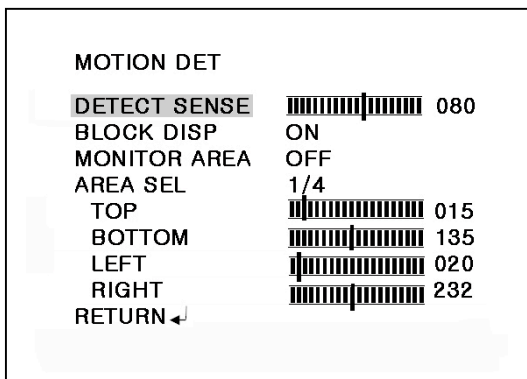 MOTION DET
DETECT SENSE 080
BLOCK DISP ON
MONITOR AREA OFF
AREA SEL 1/4
TOP 015
BOTTOM 135
LEFT 020
RIGHT 232
RETURN↲